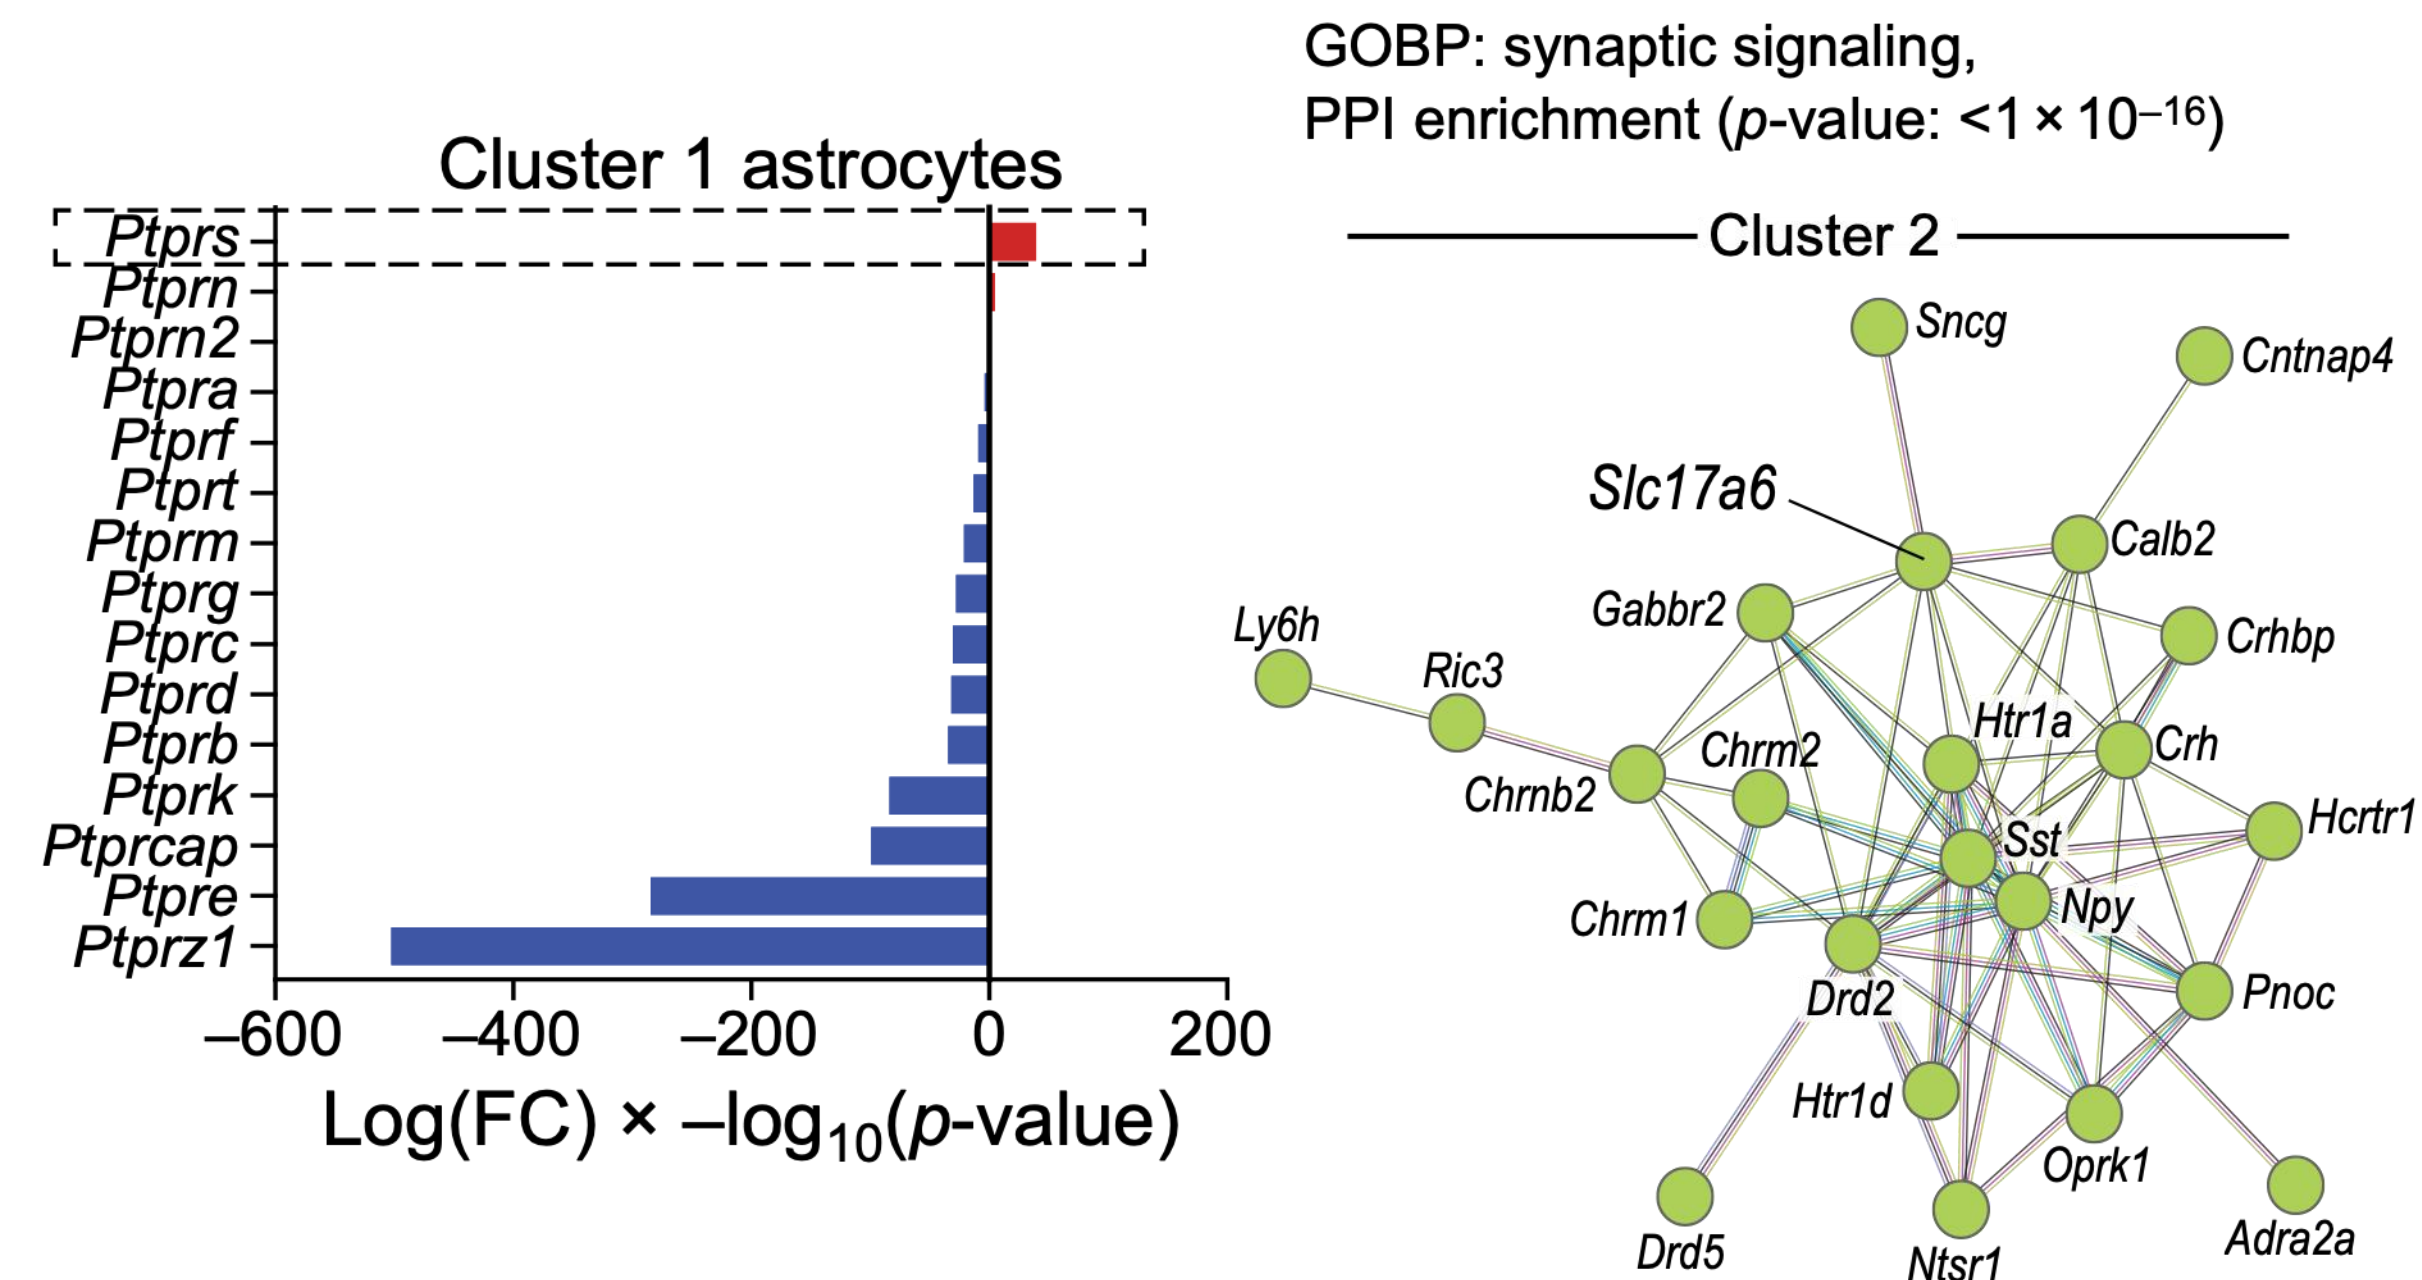 Cluster 1 astrocytes
Ptprs
Ptprn
Ptprn2
Ptpra
Ptprf
Ptprt
Ptprm
Ptprg
Ptprc
Ptprd
Ptprb
Ptprk
Ptprcap
Ptpre
Ptprz1
–600 –400 –200 0 200
Log(FC) × –log10(p-value)
GOBP: synaptic signaling,
PPI enrichment (p-value: <1 × 10–16)
Cluster 2
Sncg
Cntnap4
Slc17a6
Calb2
Gabbr2
Ly6h
Crhbp
Ric3
Htr1a
Chrm2
Crh
Chrnb2
Hcrtr1
Sst
Chrm1
Npy
Drd2
Pnoc
Htr1d
Oprk1
Drd5
Ntsr1
Adra2a